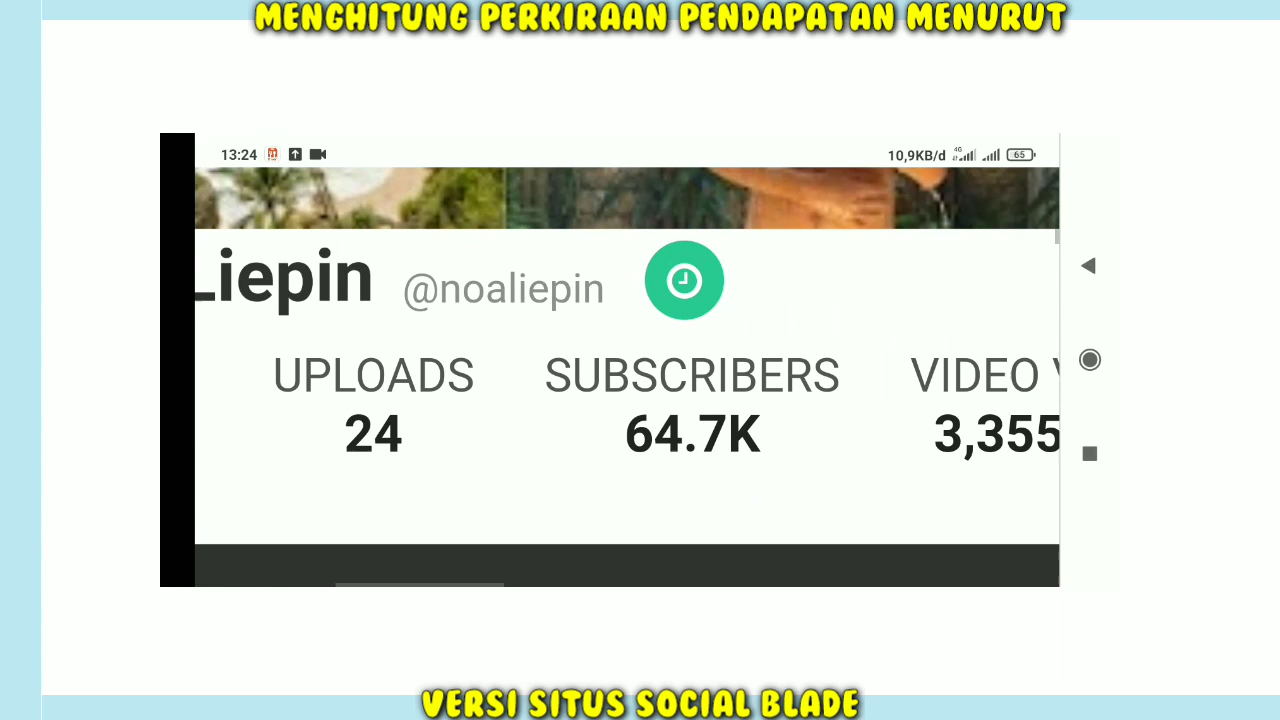 MENGHITUNG PERKIRAAN PENDAPATAN MENURUT
13:24 10,9KB/d 4G 65
Liepin @noaliepin
UPLOADS SUBSCRIBERS VIDEO
24 64.7K 3,355
VERSI SITUS SOCIAL BLADE